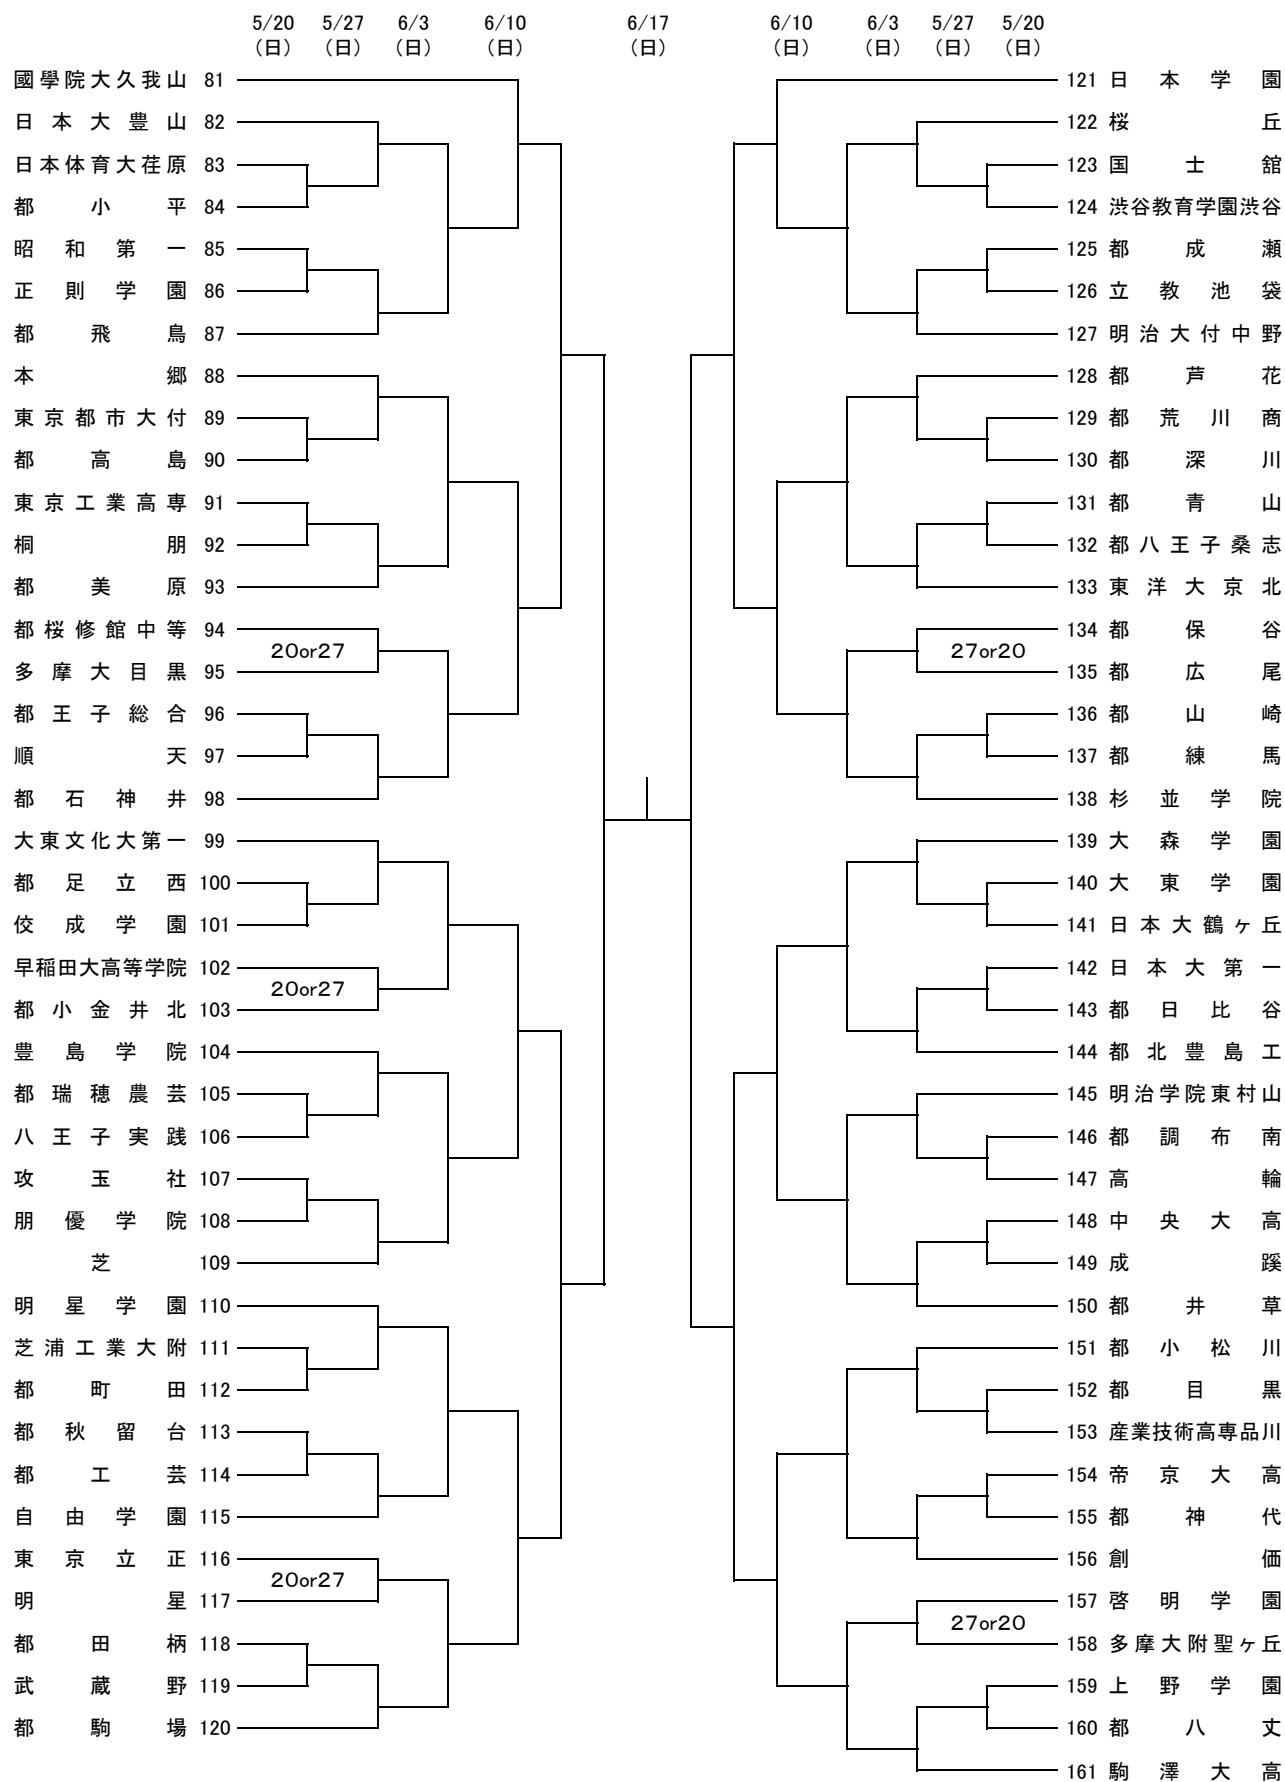 5/20 5/27 6/3 6/10 6/17 6/10 6/3 5/27 5/20
（日） （日） （日） （日） （日） （日） （日） （日） （日）
國學院大久我山 81
日本大豊山 82
日本体育大荏原 83
都小平 84
昭和第一 85
正則学園 86
都飛鳥 87
本郷 88
東京都市大付 89
都高島 90
東京工業高専 91
桐朋 92
都美原 93
都桜修館中等 94
20or27
多摩大目黒 95
都王子総合 96
順天 97
都石神井 98
大東文化大第一 99
都足立西 100
佼成学園 101
早稲田大高等学院 102
20or27
都小金井北 103
豊島学院 104
都瑞穂農芸 105
八王子実践 106
攻玉社 107
朋優学院 108
芝 109
明星学園 110
芝浦工業大附 111
都町田 112
都秋留台 113
都工芸 114
自由学園 115
東京立正 116
20or27
明星 117
都田柄 118
武蔵野 119
都駒場 120
121 日本学園
122 桜丘
123 国士舘
124 渋谷教育学園渋谷
125 都成瀬
126 立教池袋
127 明治大付中野
128 都芦花
129 都荒川商
130 都深川
131 都青山
132 都八王子桑志
133 東洋大京北
134 都保谷
27or20
135 都広尾
136 都山崎
137 都練馬
138 杉並学院
139 大森学園
140 大東学園
141 日本大鶴ヶ丘
142 日本大第一
143 都日比谷
144 都北豊島工
145 明治学院東村山
146 都調布南
147 高輪
148 中央大高
149 成蹊
150 都井草
151 都小松川
152 都目黒
153 産業技術高専品川
154 帝京大高
155 都神代
156 創価
157 啓明学園
27or20
158 多摩大附聖ヶ丘
159 上野学園
160 都八丈
161 駒澤大高